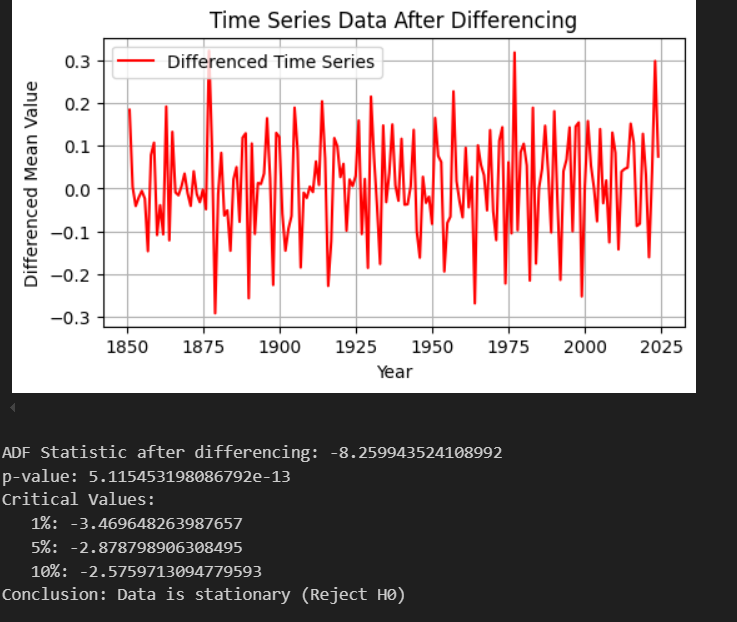 Time Series Data After Differencing
Differenced Time Series
Differenced Mean Value
0.3
0.2
0.1
0.0
−0.1
−0.2
−0.3
1850 1875 1900 1925 1950 1975 2000 2025
Year
ADF Statistic after differencing: -8.259943524108992
p-value: 5.115453198086792e-13
Critical Values:
1%: -3.469648263987657
5%: -2.878798906308495
10%: -2.5759713094779593
Conclusion: Data is stationary (Reject H0)